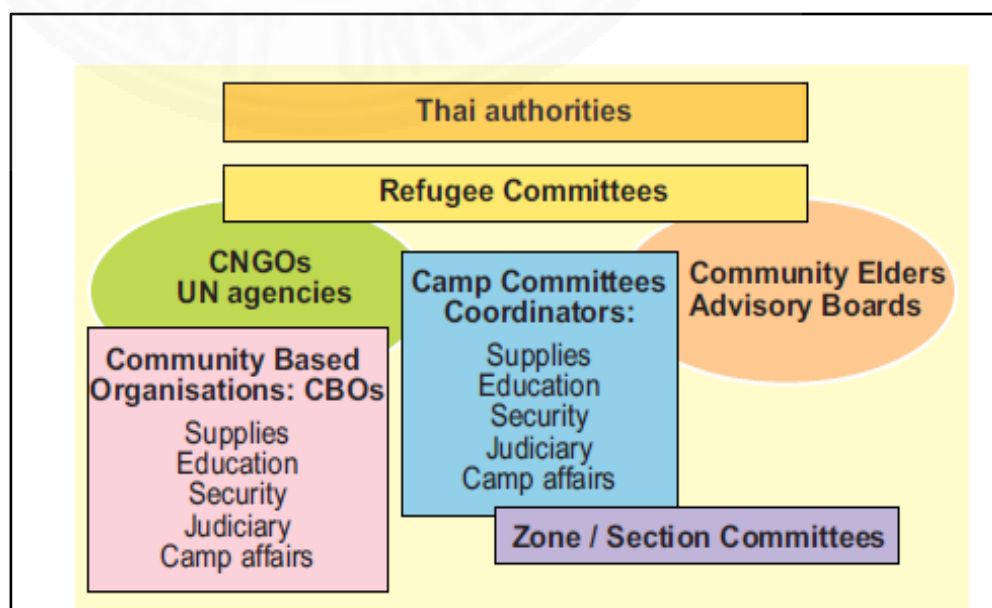 Thai authorities
Refugee Committees
CNGOs
UN agencies
Camp Committees
Coordinators:
Supplies
Education
Security
Judiciary
Camp affairs
Community Elders
Advisory Boards
Community Based
Organisations: CBOs
Supplies
Education
Security
Judiciary
Camp affairs
Zone / Section Committees